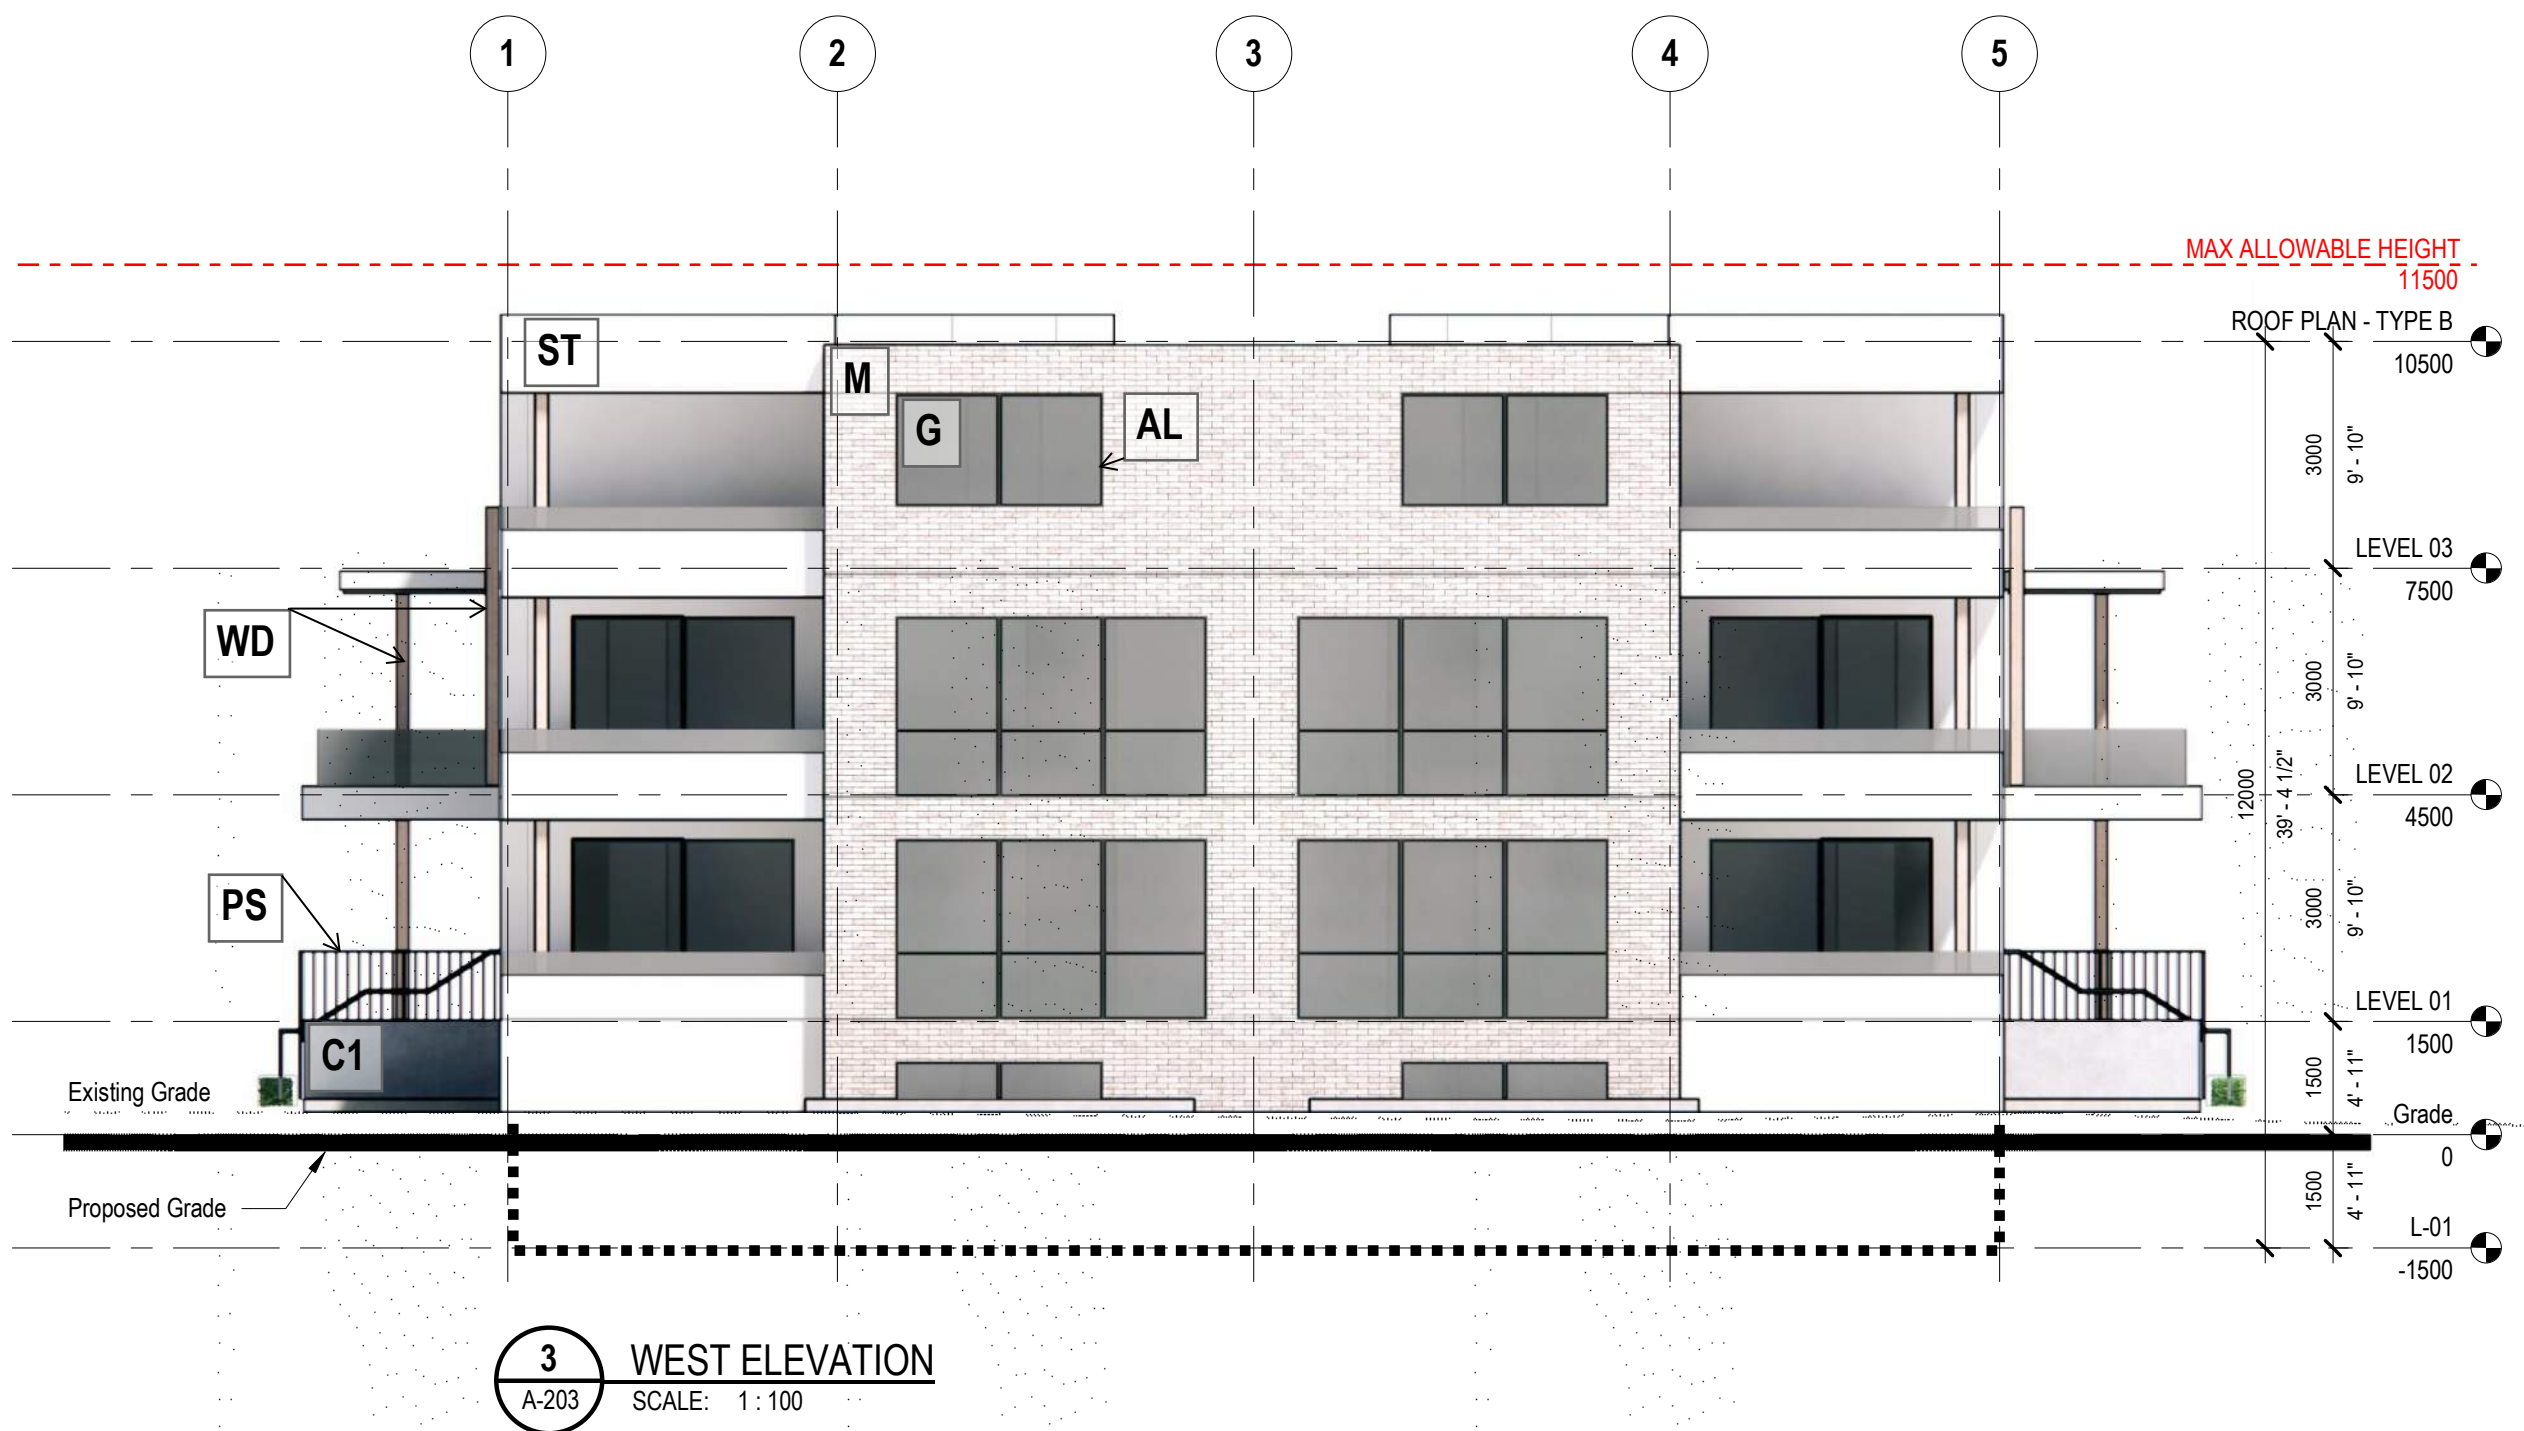 1
2
3
4
5
MAX ALLOWABLE HEIGHT
11500
ROOF PLAN - TYPE B
10500
ST
M
G
AL
3000
9' - 10"
LEVEL 03
7500
WD
3000
9' - 10"
12000
39' - 4 1/2"
LEVEL 02
4500
PS
3000
9' - 10"
LEVEL 01
1500
C1
Existing Grade
1500
4' - 11"
Grade
0
Proposed Grade
1500
4' - 11"
L-01
-1500
3
A-203
WEST ELEVATION
SCALE: 1 : 100